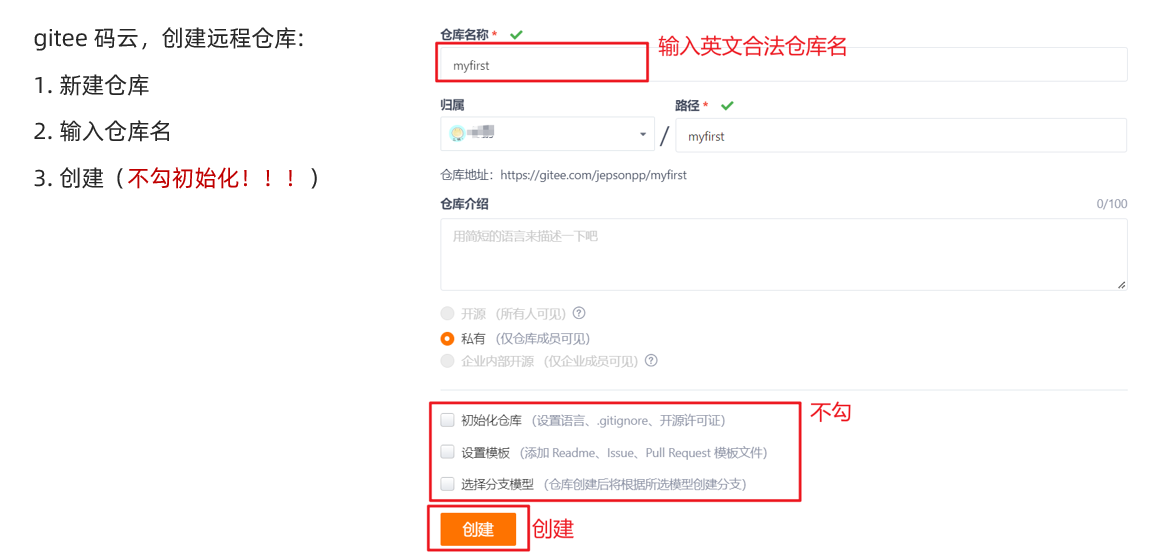 gitee 码云，创建远程仓库：
1. 新建仓库
2. 输入仓库名
3. 创建（不勾初始化！！！）
仓库名称 *
输入英文合法仓库名
myfirst
归属
路径 *
/
myfirst
仓库地址：https://gitee.com/jepsonpp/myfirst
仓库介绍
0/100
用简短的语言来描述一下吧
开源（所有人可见）?
私有（仅仓库成员可见）
企业内部开源（仅企业成员可见）?
初始化仓库（设置语言、.gitignore、开源许可证）
不勾
设置模板（添加 Readme、Issue、Pull Request 模板文件）
选择分支模型（仓库创建后将根据所选模型创建分支）
创建
创建